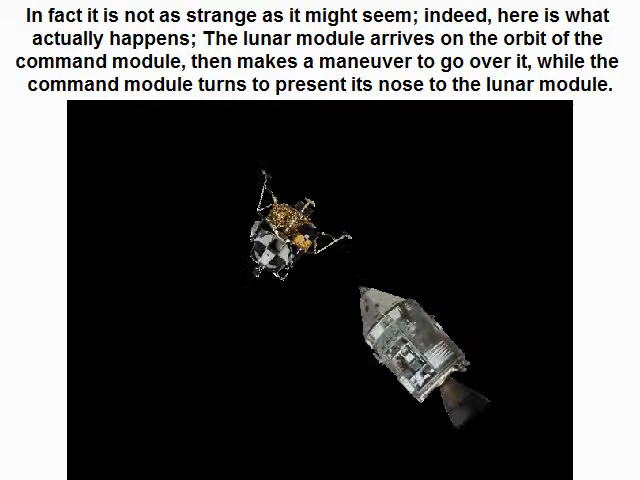 In fact it is not as strange as it might seem; indeed, here is what
actually happens; The lunar module arrives on the orbit of the
command module, then makes a maneuver to go over it, while the
command module turns to present its nose to the lunar module.